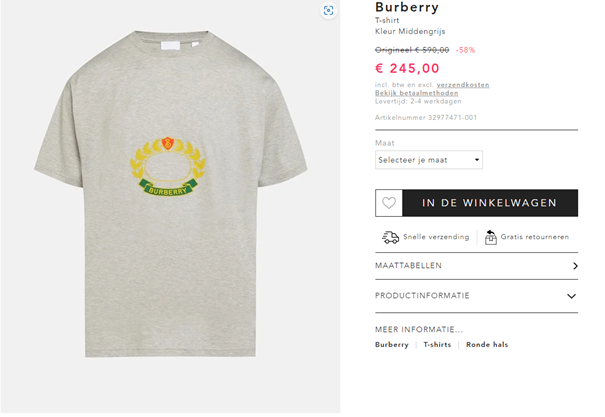 Burberry
T-shirt
Kleur Middengrijs
Origineel € 590,00 -58%
€ 245,00
incl. btw en excl. verzendkosten
Bekijk betaalmethoden
Levertijd: 2-4 werkdagen
Artikelnummer 32977471-001
Maat
Selecteer je maat
IN DE WINKELWAGEN
Snelle verzending
Gratis retourneren
MAATTABELLEN
PRODUCTINFORMATIE
MEER INFORMATIE...
Burberry | T-shirts | Ronde hals
BURBERRY